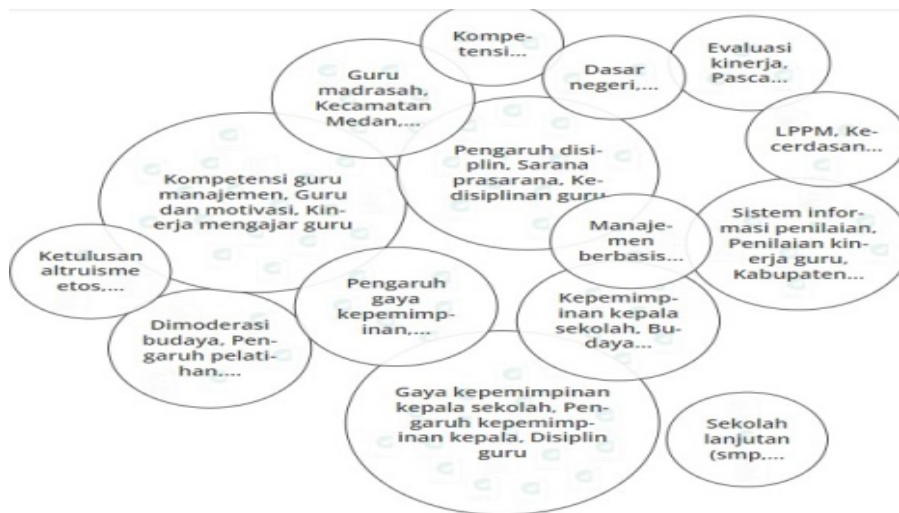 Kompe-
tensi...
Evaluasi
kinerja,
Pasca...
Dasar
negeri,...
Guru
madrasah,
Kecamatan
Medan,...
LPPM, Ke-
cerdasan...
Pengaruh disi-
plin, Sarana
prasarana, Ke-
disiplinan guru
Kompetensi guru
manajemen, Guru
dan motivasi, Kin-
erja mengajar guru
Manaje-
men
berbasis...
Sistem infor-
masi penilaian,
Penilaian kin-
erja guru,
Kabupaten...
Ketulusan
altruisme
etos,...
Pengaruh
gaya
kepemimp-
inan,...
Kepemimp-
inan kepala
sekolah, Bu-
daya...
Dimoderasi
budaya, Pen-
garuh pelati-
han,...
Gaya kepemimpinan
kepala sekolah, Pen-
garuh kepemimp-
inan kepala, Disiplin
guru
Sekolah
lanjutan
(smp,...